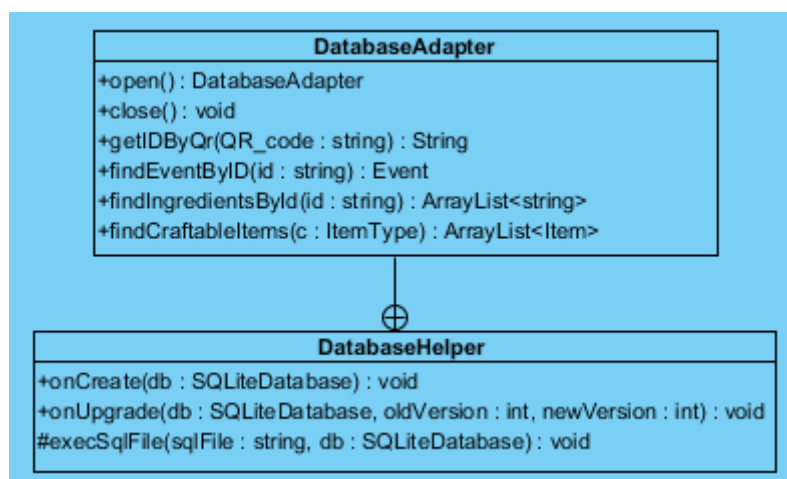 DatabaseAdapter
+open() : DatabaseAdapter
+close() : void
+getIDByQr(QR_code : string) : String
+findEventByID(id : string) : Event
+findIngredientsById(id : string) : ArrayList<string>
+findCraftableItems(c : ItemType) : ArrayList<Item>
DatabaseHelper
+onCreate(db : SQLiteDatabase) : void
+onUpgrade(db : SQLiteDatabase, oldVersion : int, newVersion : int) : void
#execSqlFile(sqlFile : string, db : SQLiteDatabase) : void